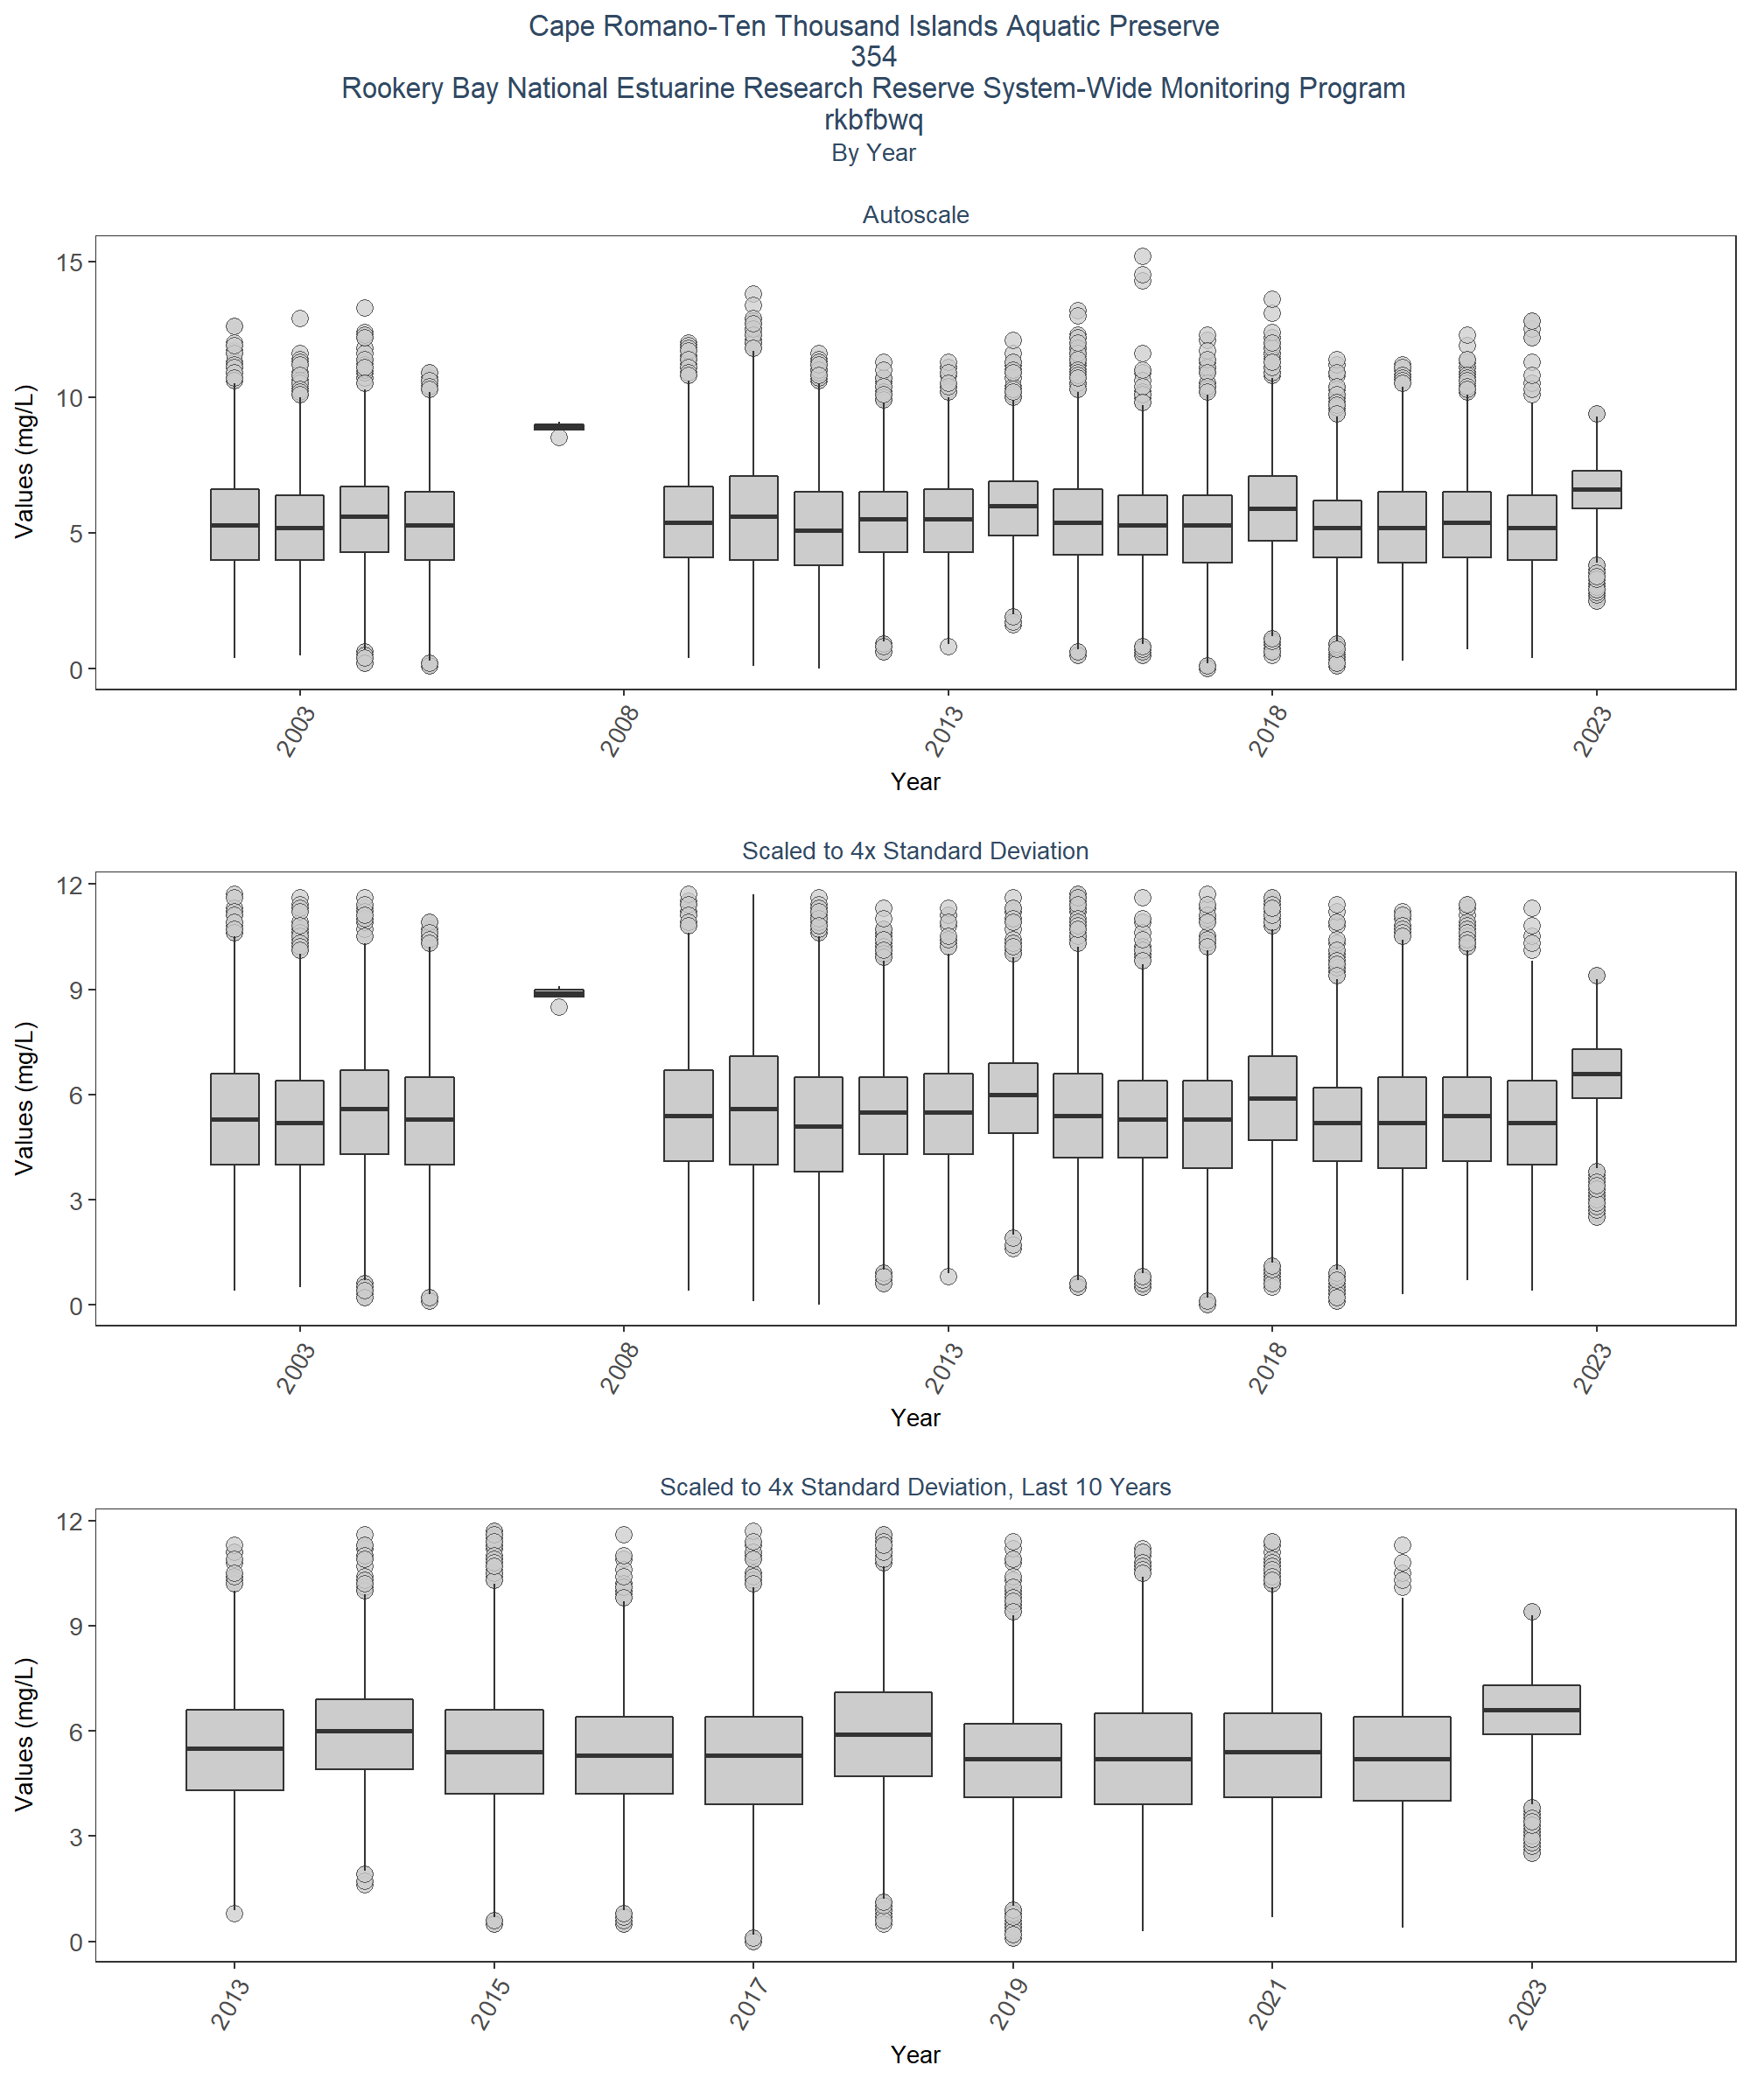 Cape Romano-Ten Thousand Islands Aquatic Preserve
354
Rookery Bay National Estuarine Research Reserve System-Wide Monitoring Program
rkbfbwq
By Year
Autoscale
Values (mg/L)
15
10
5
0
2003 2008 2013 2018 2023
Year
Scaled to 4x Standard Deviation
Values (mg/L)
12
9
6
3
0
2003 2008 2013 2018 2023
Year
Scaled to 4x Standard Deviation, Last 10 Years
Values (mg/L)
12
9
6
3
0
2013 2015 2017 2019 2021 2023
Year